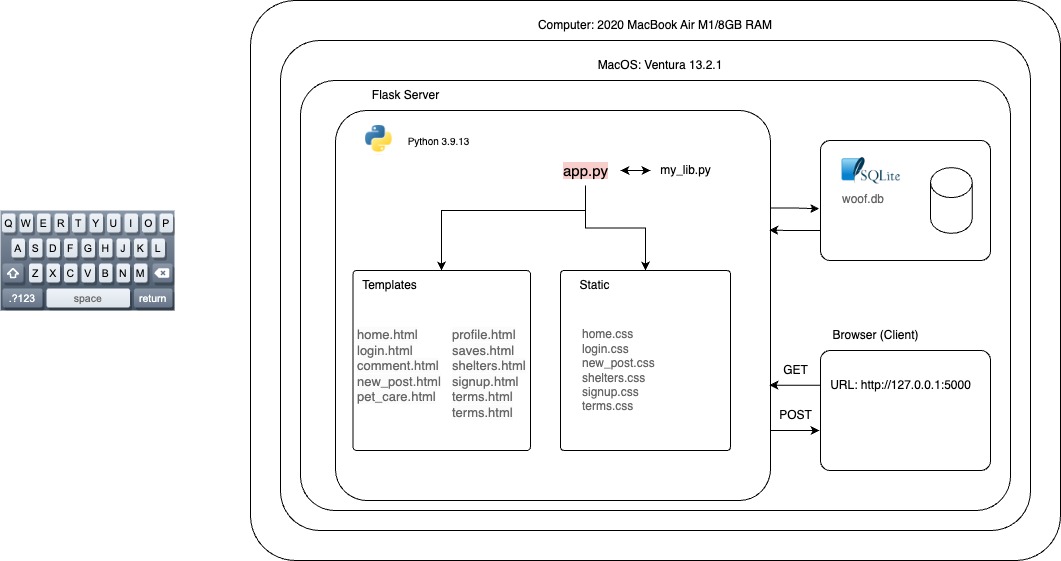 Computer: 2020 MacBook Air M1/8GB RAM
MacOS: Ventura 13.2.1
Flask Server
Python 3.9.13
app.py
my_lib.py
SQLite
woof.db
Q W E R T Y U I O P
A S D F G H J K L
Z X C V B N M
.?123 space return
Templates
home.html
login.html
comment.html
new_post.html
pet_care.html
profile.html
saves.html
shelters.html
signup.html
terms.html
terms.html
Static
home.css
login.css
new_post.css
shelters.css
signup.css
terms.css
GET
POST
Browser (Client)
URL: http://127.0.0.1:5000